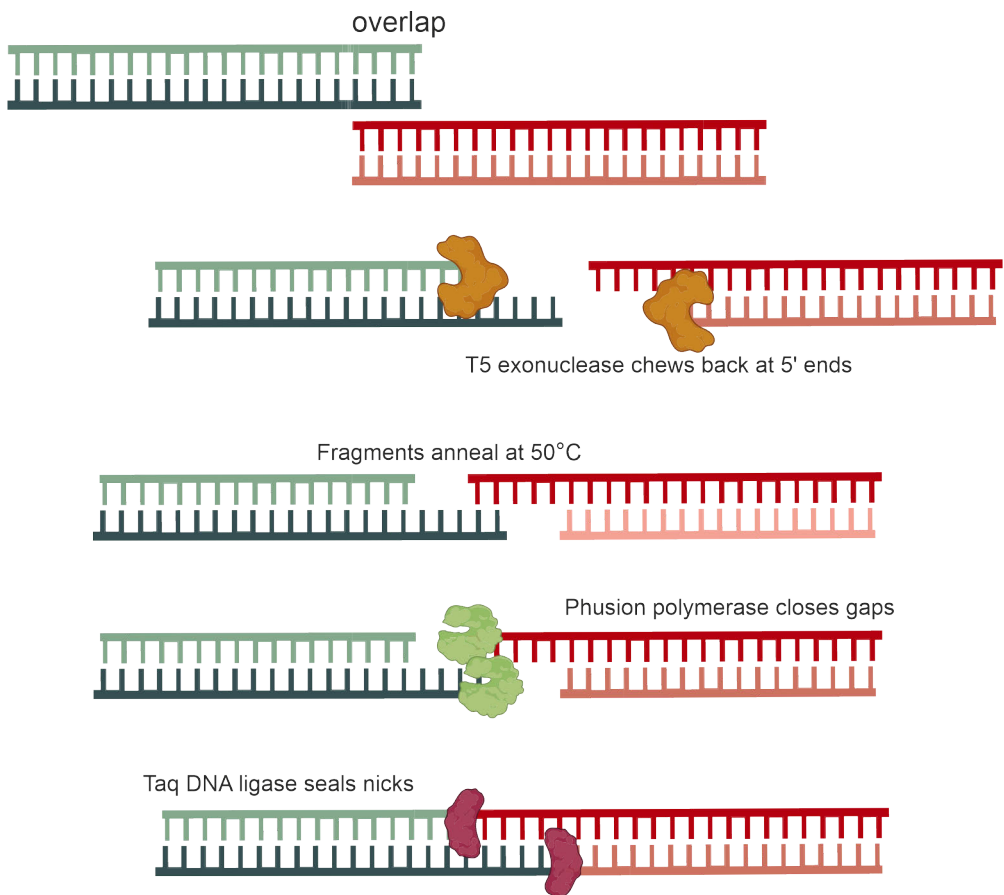 overlap
T5 exonuclease chews back at 5' ends
Fragments anneal at 50°C
Phusion polymerase closes gaps
Taq DNA ligase seals nicks